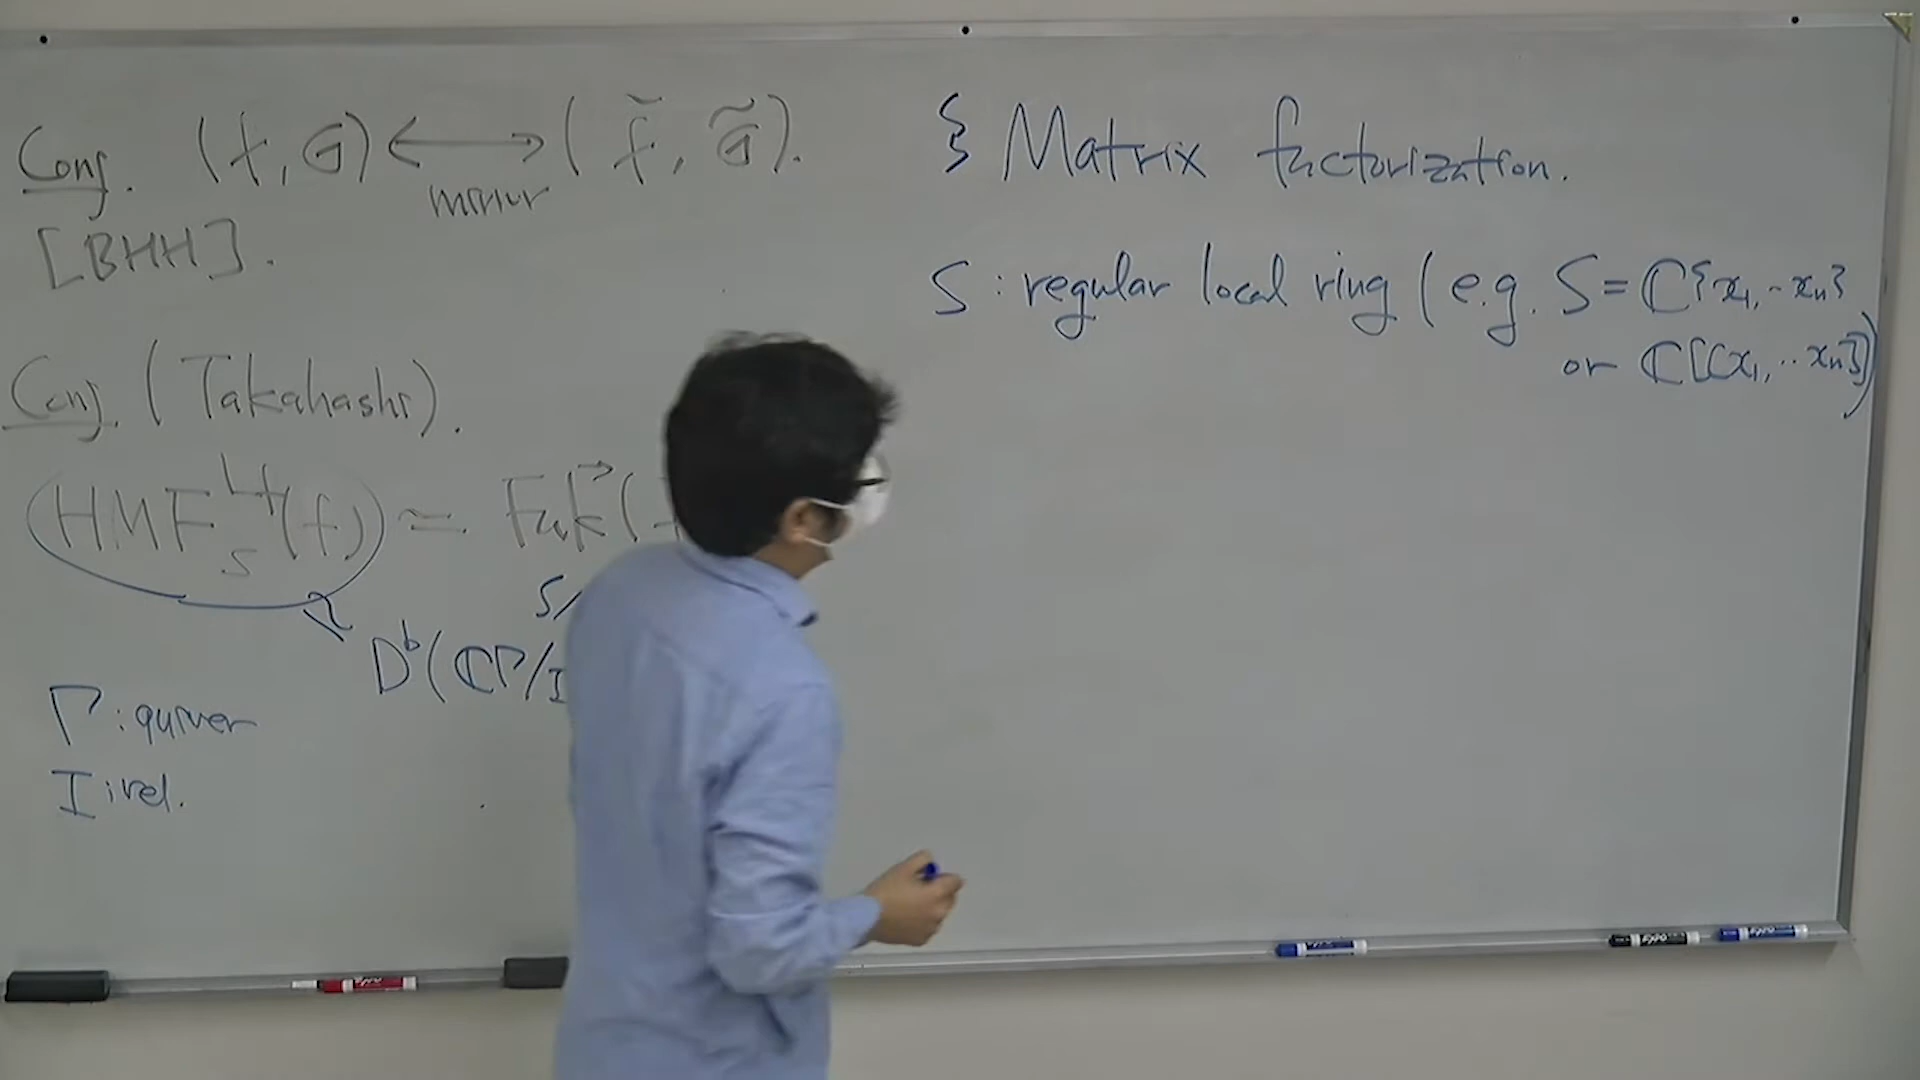 Conj. (f, G) ⟷ ( f̌, G̃ ).
mirror
[BHH].
Conj. (Takahashi).
HMF_S^{L_f}(f) ≃ Fuk^→(
S/
D^b(ℂΓ/I
Γ : quiver
I : rel.
§ Matrix factorization.
S : regular local ring (e.g. S = ℂ{x₁, ‥ xₙ}
or ℂ[[x₁, ‥ xₙ]])